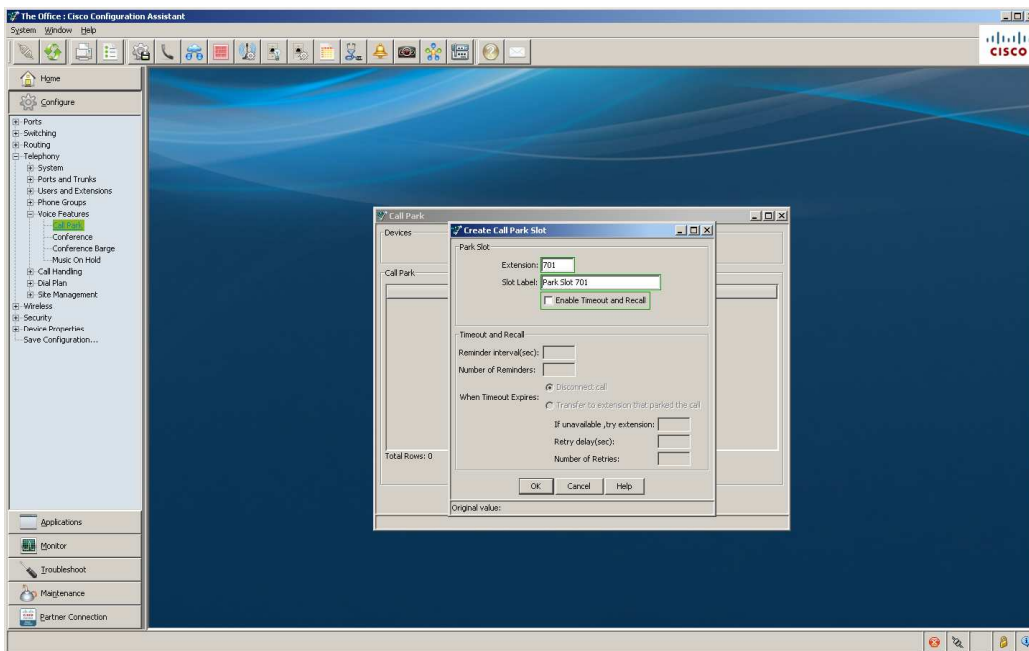 The Office : Cisco Configuration Assistant
System Window Help
CISCO
Home
Configure
Ports
Switching
Routing
Telephony
System
Ports and Trunks
Users and Extensions
Phone Groups
Voice Features
Call Park
Conference
Conference Barge
Music On Hold
Call Handling
Dial Plan
Site Management
Wireless
Security
Device Properties
Save Configuration...
Applications
Monitor
Troubleshoot
Maintenance
Partner Connection
Call Park
Devices
Call Park
Total Rows: 0
Create Call Park Slot
Park Slot
Extension: 701
Slot Label: Park Slot 701
Enable Timeout and Recall
Timeout and Recall
Reminder interval(sec):
Number of Reminders:
When Timeout Expires:
Disconnect call
Transfer to extension that parked the call
If unavailable ,try extension:
Retry delay(sec):
Number of Retries:
OK Cancel Help
Original value: